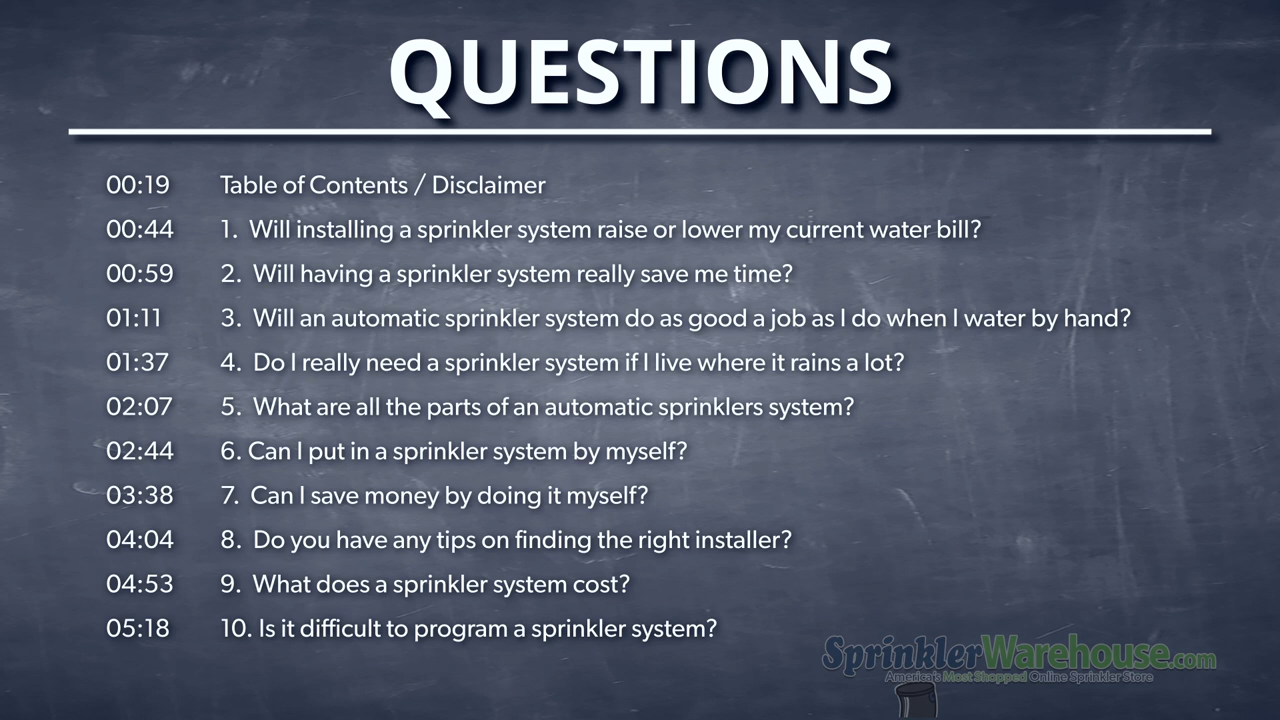 QUESTIONS
00:19 Table of Contents / Disclaimer
00:44 1. Will installing a sprinkler system raise or lower my current water bill?
00:59 2. Will having a sprinkler system really save me time?
01:11 3. Will an automatic sprinkler system do as good a job as I do when I water by hand?
01:37 4. Do I really need a sprinkler system if I live where it rains a lot?
02:07 5. What are all the parts of an automatic sprinklers system?
02:44 6. Can I put in a sprinkler system by myself?
03:38 7. Can I save money by doing it myself?
04:04 8. Do you have any tips on finding the right installer?
04:53 9. What does a sprinkler system cost?
05:18 10. Is it difficult to program a sprinkler system?
SprinklerWarehouse.com
America's Most Shopped Online Sprinkler Store